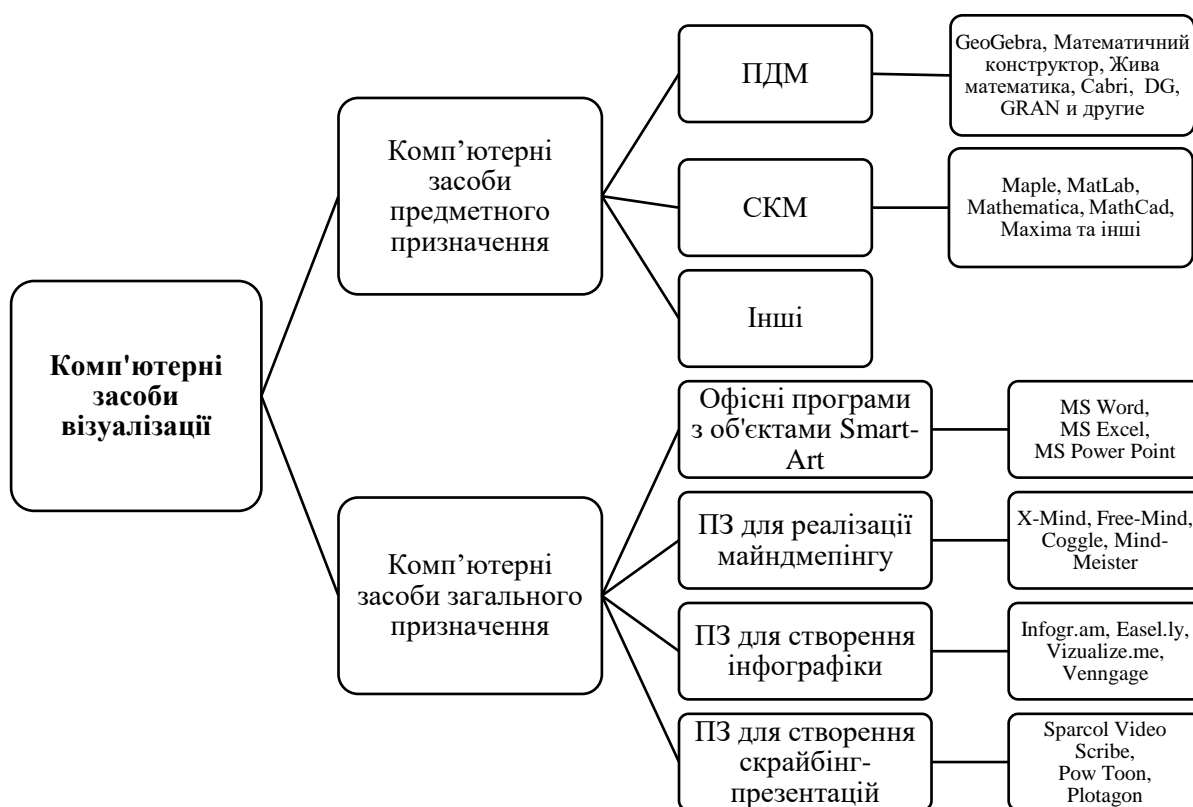 Комп'ютерні
засоби
візуалізації
Комп’ютерні
засоби
предметного
призначення
ПДМ
GeoGebra, Математичний
конструктор, Жива
математика, Cabri, DG,
GRAN и другие
СКМ
Maple, MatLab,
Mathematica, MathCad,
Maxima та інші
Інші
Комп’ютерні
засоби загального
призначення
Офісні програми
з об'єктами Smart-
Art
MS Word,
MS Excel,
MS Power Point
ПЗ для реалізації
майндмепінгу
X-Mind, Free-Mind,
Coggle, Mind-
Meister
ПЗ для створення
інфографіки
Infogr.am, Easel.ly,
Vizualize.me,
Venngage
ПЗ для створення
скрайбінг-
презентацій
Sparcol Video
Scribe,
Pow Toon,
Plotagon